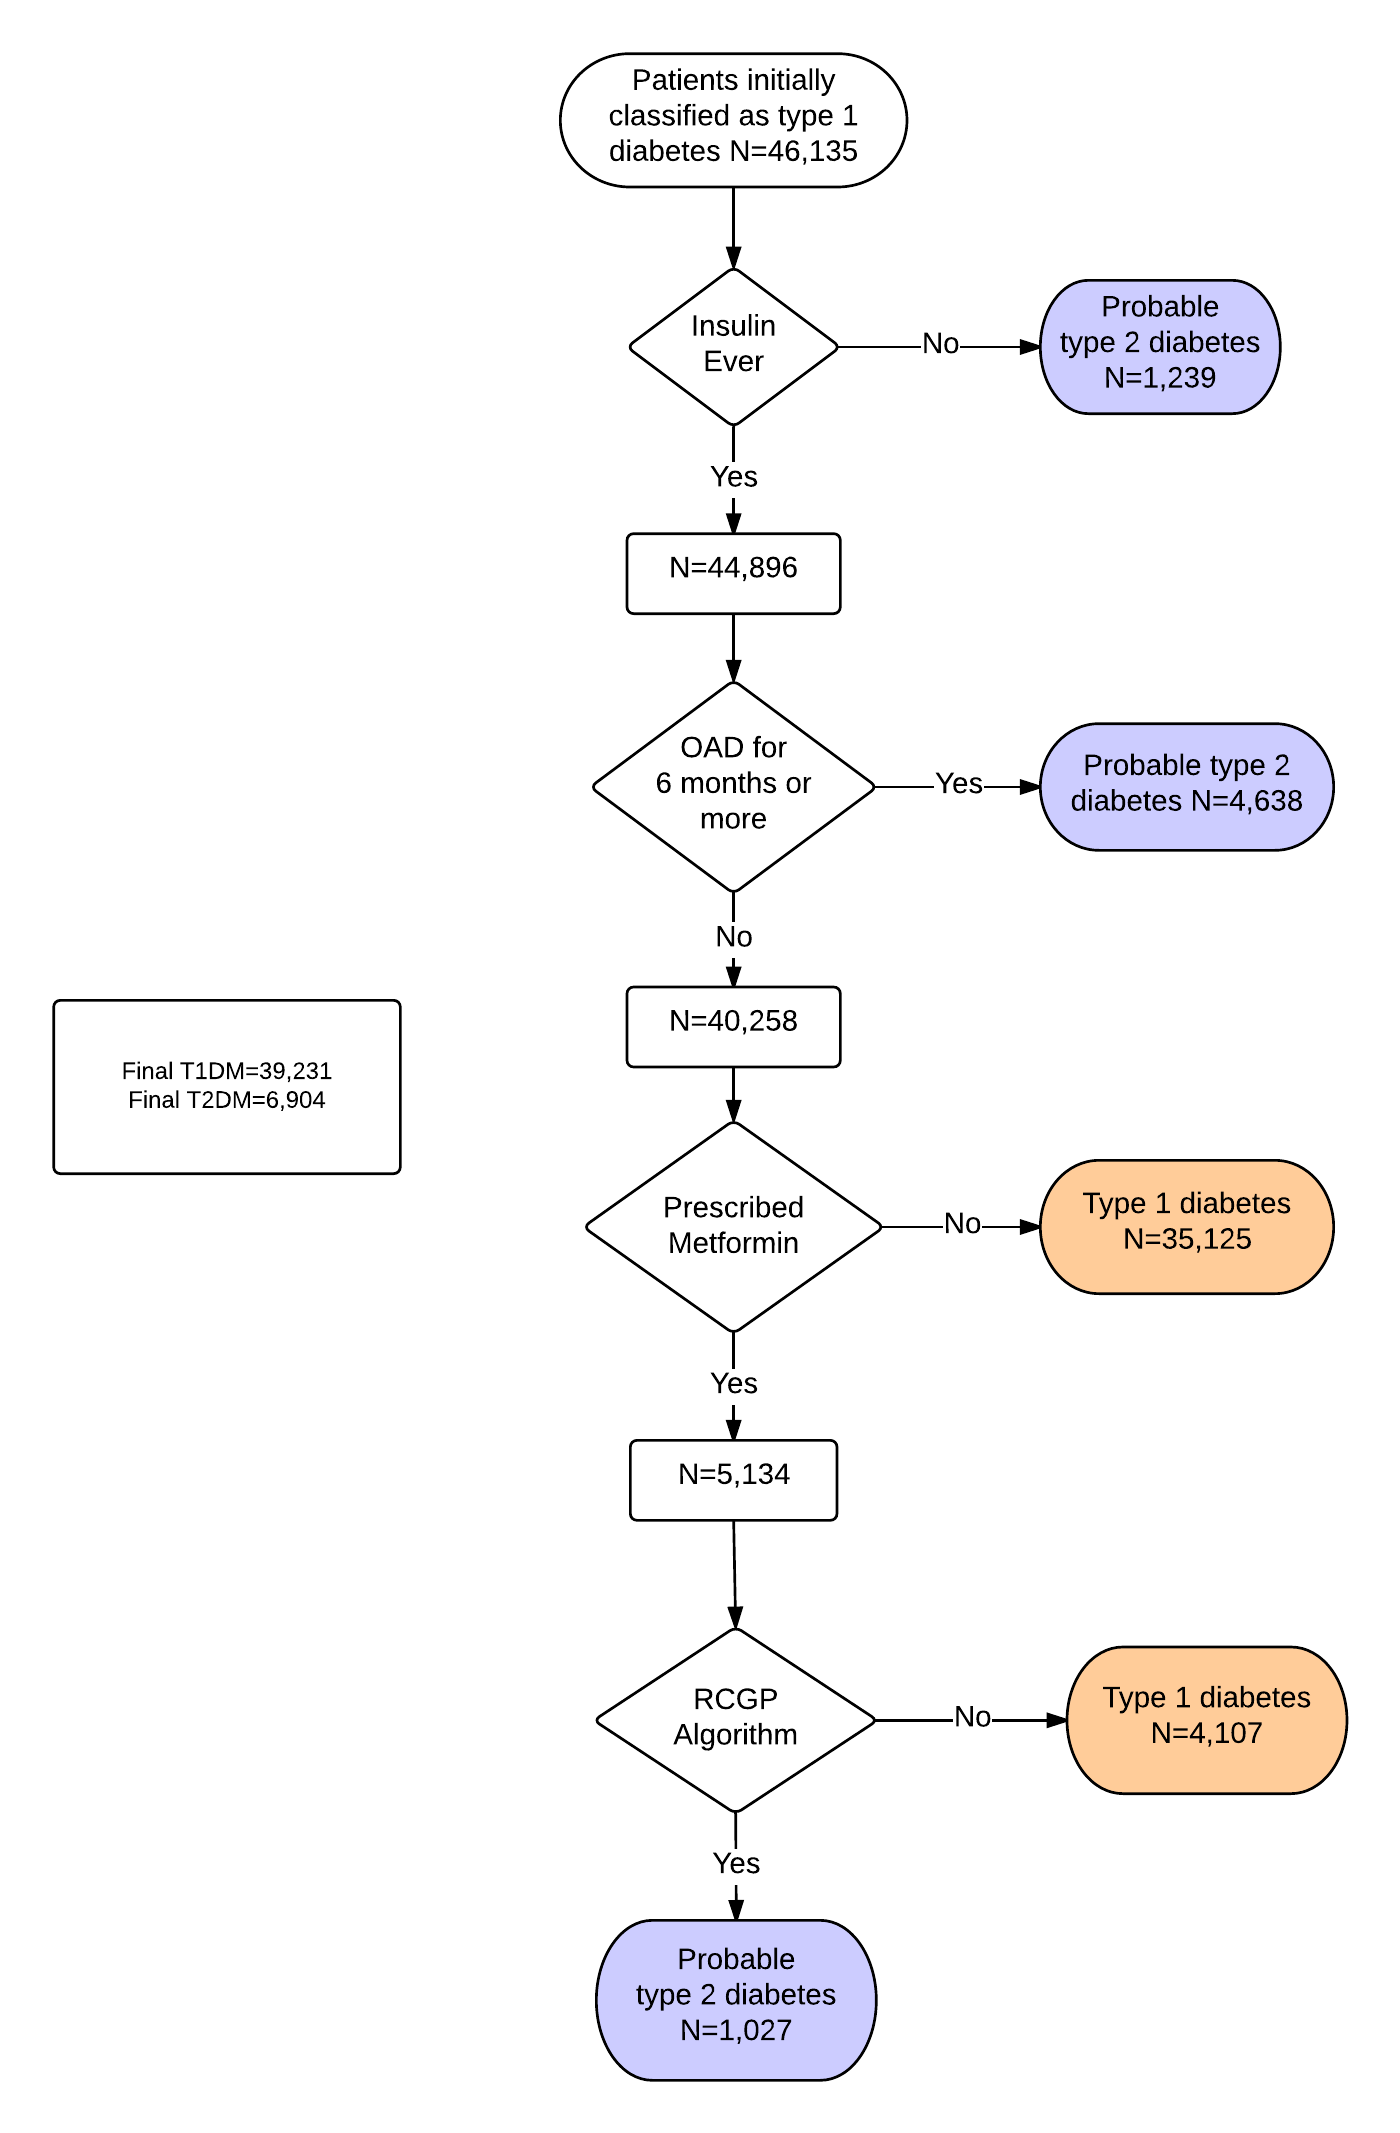 Patients initially
classified as type 1
diabetes N=46,135
Insulin
Ever
No
Probable
type 2 diabetes
N=1,239
Yes
N=44,896
OAD for
6 months or
more
Yes
Probable type 2
diabetes N=4,638
No
N=40,258
Final T1DM=39,231
Final T2DM=6,904
Prescribed
Metformin
No
Type 1 diabetes
N=35,125
Yes
N=5,134
RCGP
Algorithm
No
Type 1 diabetes
N=4,107
Yes
Probable
type 2 diabetes
N=1,027